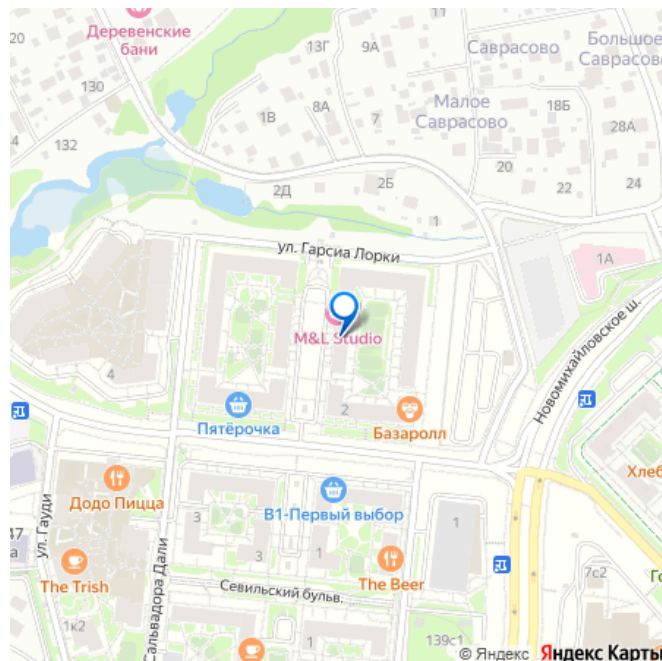 Деревенские
бани
13Г
9А
Саврасово
Большое
Саврасово
130
1В
8А
7
Малое
Саврасово
18Б
28А
20
132
2Д
2Б
20
22
24
1
ул. Гарсиа Лорки
1А
M&L Studio
Новомихайловское ш.
4
2
Пятёрочка
Базаролл
Додо Пицца
В1-Первый выбор
Хлеб
47
а
ул. Гауди
3
3
1
1
The Trish
Сальвадора Дали
The Beer
Севильский бульв.
7с2
Го
1к2
1
139с1
© Яндекс Яндекс Карты